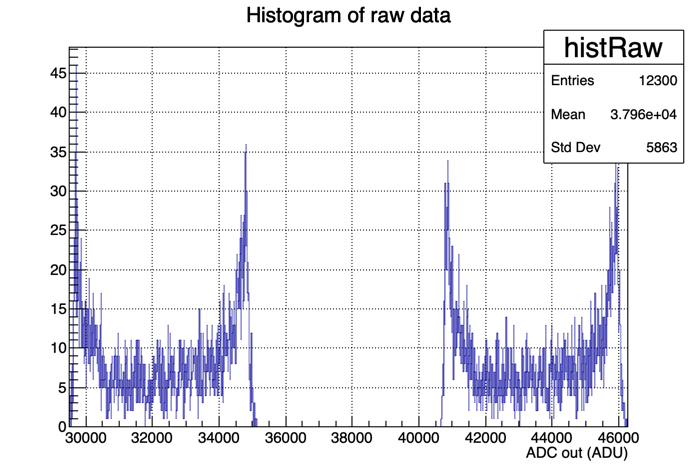 Histogram of raw data
histRaw
Entries 12300
Mean 3.796e+04
Std Dev 5863
45
40
35
30
25
20
15
10
5
0
30000 32000 34000 36000 38000 40000 42000 44000 46000
ADC out (ADU)